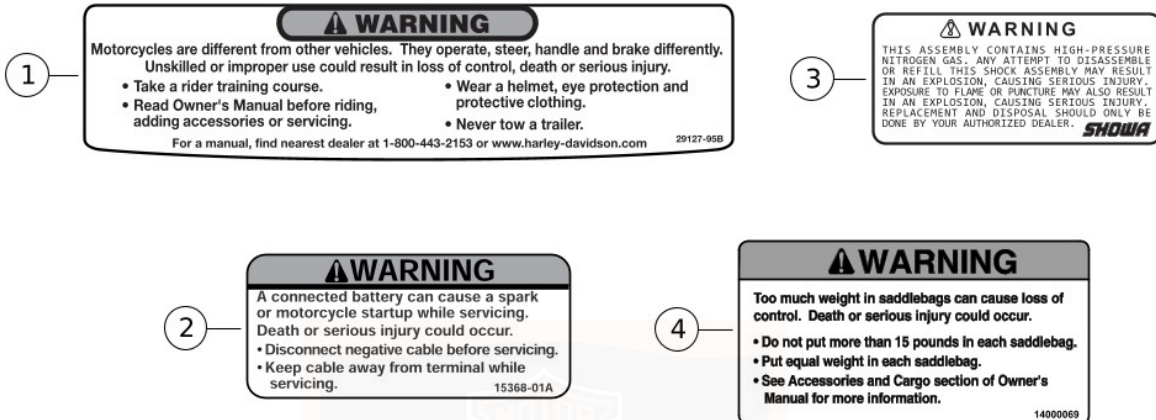 1
WARNING
Motorcycles are different from other vehicles. They operate, steer, handle and brake differently.
Unskilled or improper use could result in loss of control, death or serious injury.
• Take a rider training course.
• Read Owner's Manual before riding,
adding accessories or servicing.
• Wear a helmet, eye protection and
protective clothing.
• Never tow a trailer.
For a manual, find nearest dealer at 1-800-443-2153 or www.harley-davidson.com
29127-95B
3
WARNING
THIS ASSEMBLY CONTAINS HIGH-PRESSURE
NITROGEN GAS. ANY ATTEMPT TO DISASSEMBLE
OR REFILL THIS SHOCK ASSEMBLY MAY RESULT
IN AN EXPLOSION, CAUSING SERIOUS INJURY.
EXPOSURE TO FLAME OR PUNCTURE MAY ALSO RESULT
IN AN EXPLOSION, CAUSING SERIOUS INJURY.
REPLACEMENT AND DISPOSAL SHOULD ONLY BE
DONE BY YOUR AUTHORIZED DEALER.
SHOWA
2
WARNING
A connected battery can cause a spark
or motorcycle startup while servicing.
Death or serious injury could occur.
• Disconnect negative cable before servicing.
• Keep cable away from terminal while
servicing.
15368-01A
4
WARNING
Too much weight in saddlebags can cause loss of
control. Death or serious injury could occur.
• Do not put more than 15 pounds in each saddlebag.
• Put equal weight in each saddlebag.
• See Accessories and Cargo section of Owner's
Manual for more information.
14000069